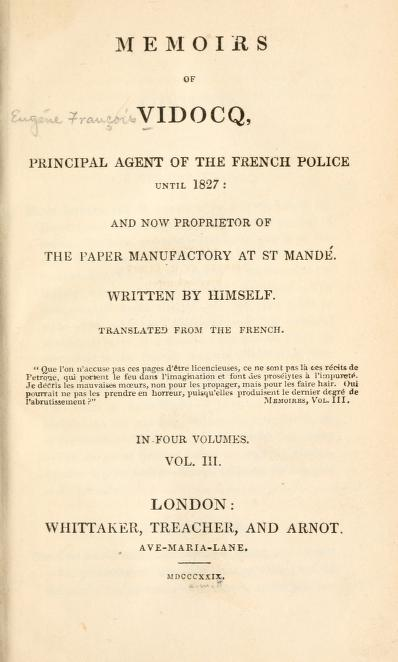 MEMOIRS
OF
Eugéne François VIDOCQ,
PRINCIPAL AGENT OF THE FRENCH POLICE
UNTIL 1827:
AND NOW PROPRIETOR OF
THE PAPER MANUFACTORY AT ST MANDÉ.
WRITTEN BY HIMSELF.
TRANSLATED FROM THE FRENCH.
"Que l'on n'accuse pas ces pages d'être licencieuses, ce ne sont pas là ces récits de
Petrone, qui portent le feu dans l'imagination et font des prosélytes à l'impureté.
Je décris les mauvaises mœurs, non pour les propager, mais pour les faire hair. Qui
pourrait ne pas les prendre en horreur, puisqu'elles produisent le dernier degré de
l'abrutissement?" MEMOIRES, VOL. III.
IN FOUR VOLUMES.
VOL. III.
LONDON:
WHITTAKER, TREACHER, AND ARNOT.
AVE-MARIA-LANE.
MDCCCXXIX.